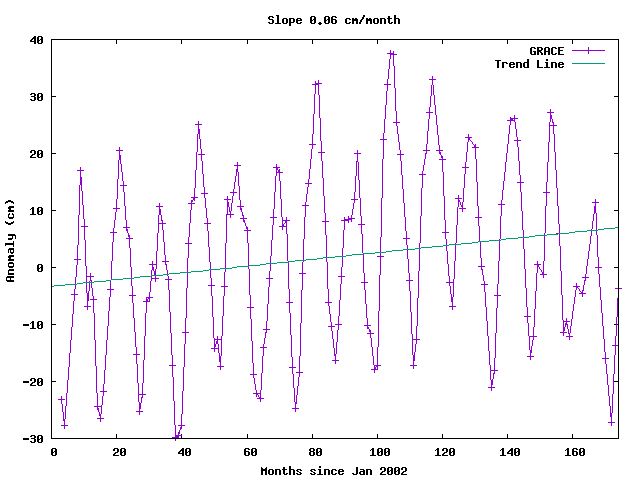 Slope 0.06 cm/month
GRACE
Trend Line
40
30
20
10
0
-10
-20
-30
Anomaly (cm)
0 20 40 60 80 100 120 140 160
Months since Jan 2002